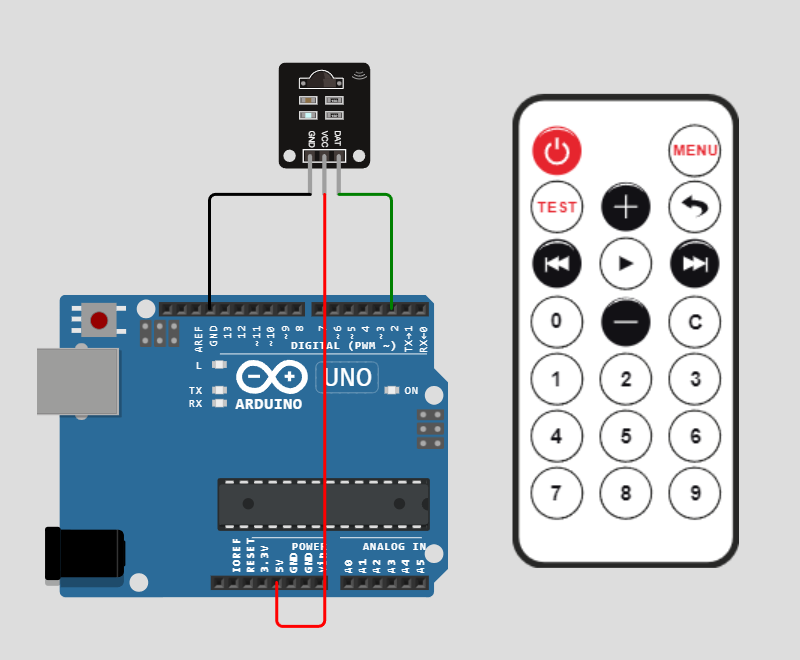 GND
VCC
DAT
AREF
GND
13
12
~11
~10
~9
8
7
~6
~5
4
~3
2
TX→1
RX←0
DIGITAL (PWM ~)
L
TX
RX
UNO
ARDUINO
ON
POWER
ANALOG IN
IOREF
RESET
3.3V
5V
GND
GND
Vin
A0
A1
A2
A3
A4
A5
MENU
TEST
0
C
1
2
3
4
5
6
7
8
9